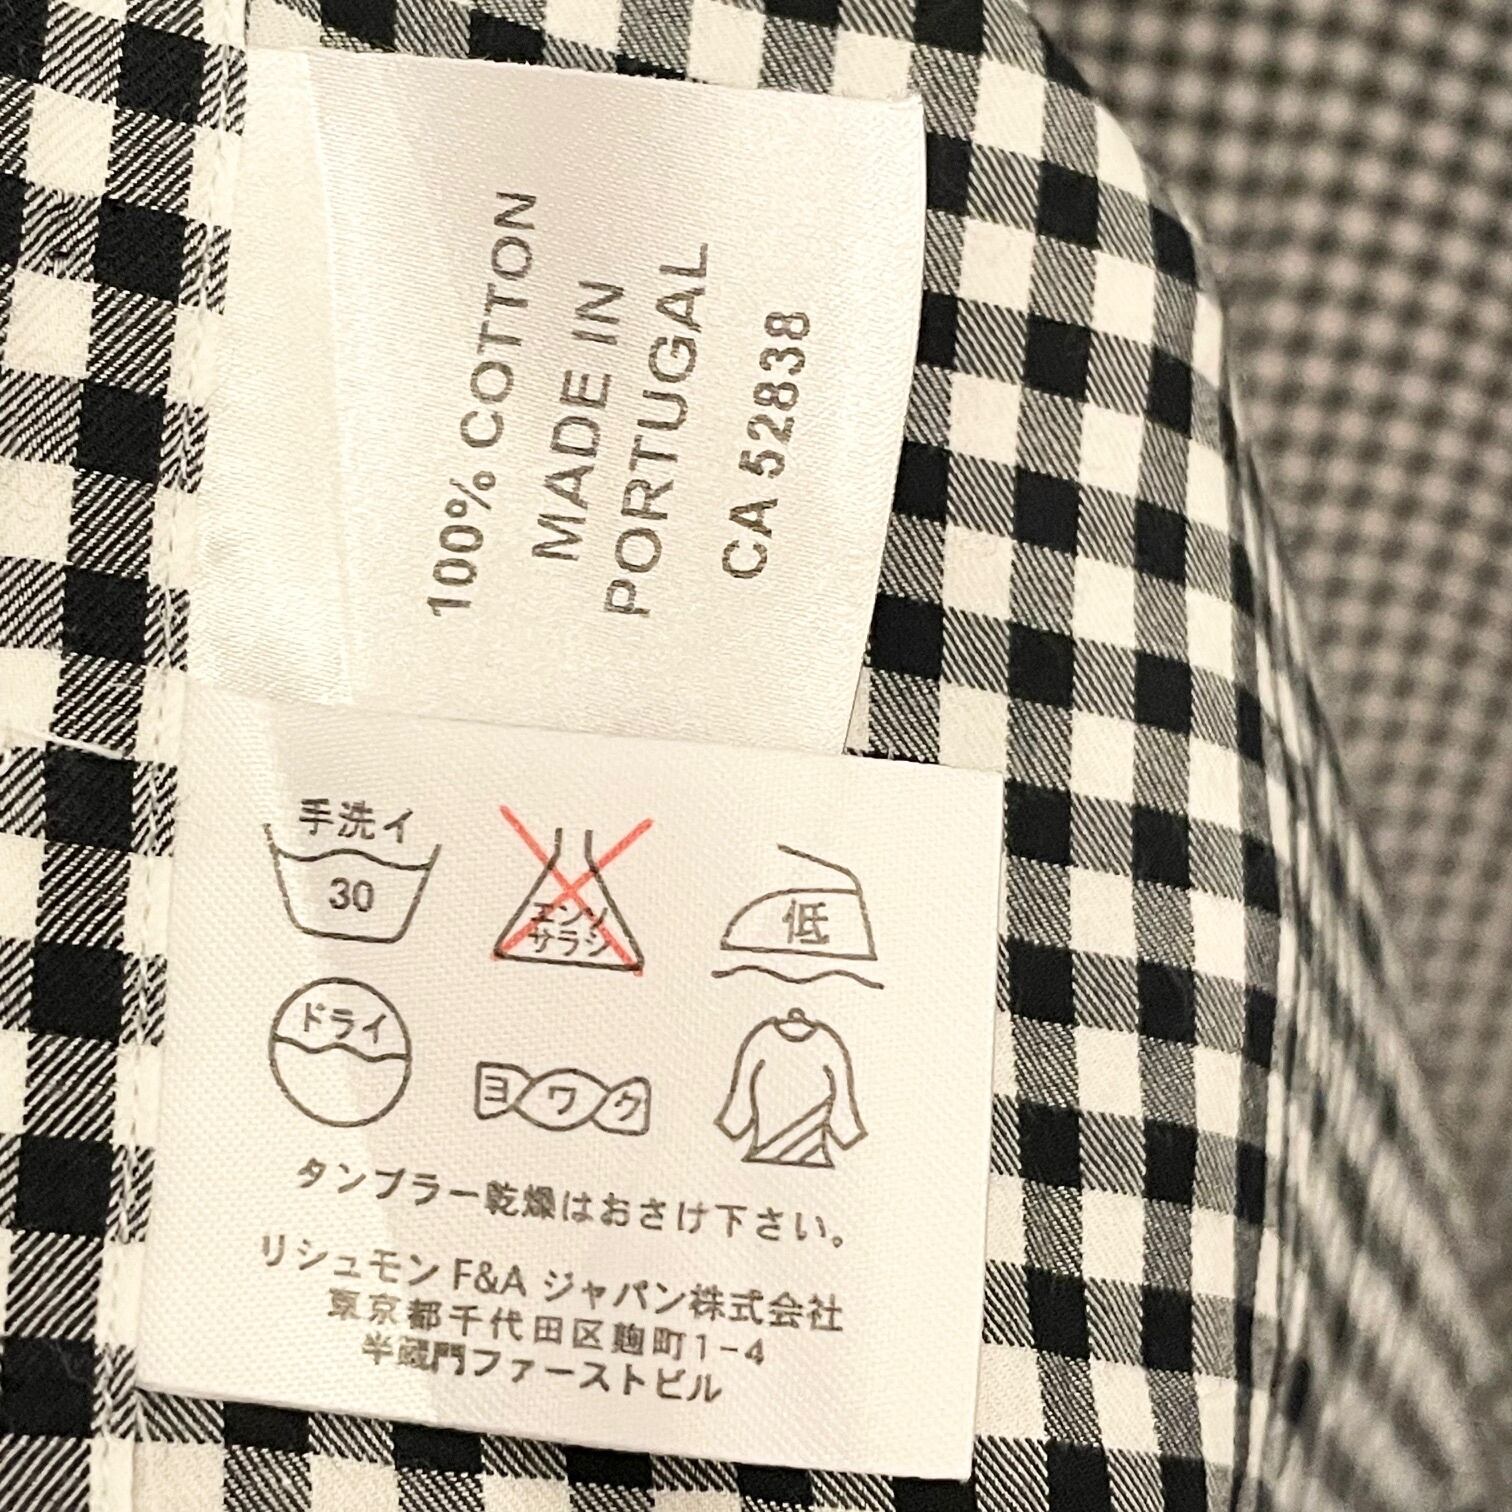 100% COTTON
MADE IN
PORTUGAL
CA 52838
手洗イ
30
エンソ
サラシ
低
ドライ
ヨワク
タンブラー乾燥はおさけ下さい。
リシュモン F&A ジャパン株式会社
東京都千代田区麹町1-4
半蔵門ファーストビル